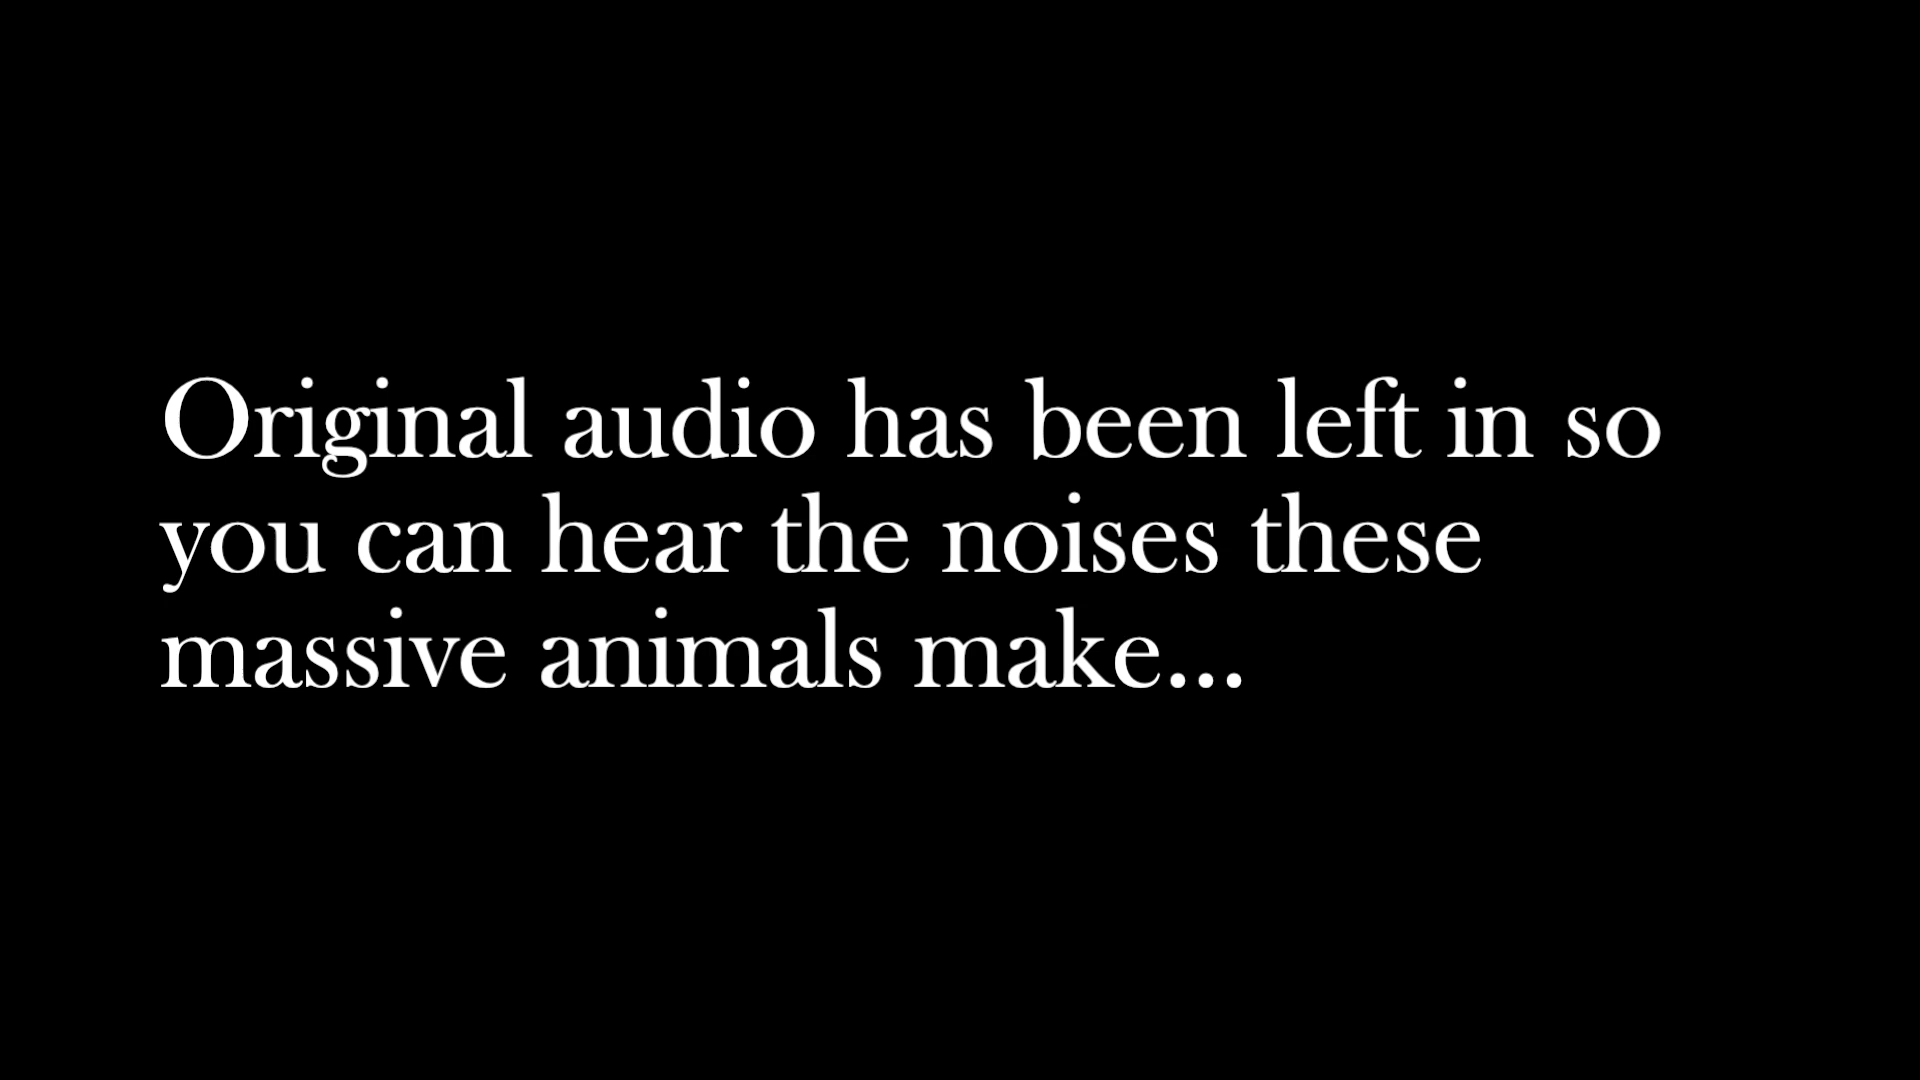 Original audio has been left in so
you can hear the noises these
massive animals make...